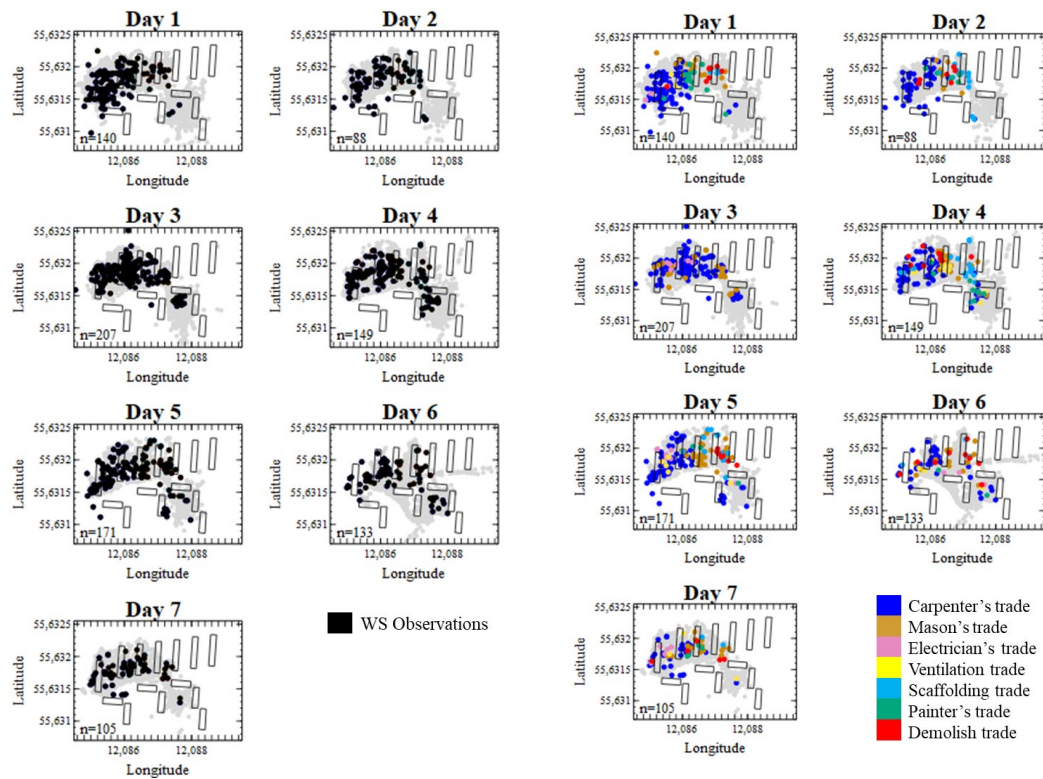 Day 1
Day 2
Day 1
Day 2
55,6325
55,632
55,6315
55,631
Latitude
n=140
12,086
12,088
Longitude
55,6325
55,632
55,6315
55,631
Latitude
n=88
12,086
12,088
Longitude
55,6325
55,632
55,6315
55,631
Latitude
n=140
12,086
12,088
Longitude
55,6325
55,632
55,6315
55,631
Latitude
n=88
12,086
12,088
Longitude
Day 3
Day 4
Day 3
Day 4
55,6325
55,632
55,6315
55,631
Latitude
n=207
12,086
12,088
Longitude
55,6325
55,632
55,6315
55,631
Latitude
n=149
12,086
12,088
Longitude
55,6325
55,632
55,6315
55,631
Latitude
n=207
12,086
12,088
Longitude
55,6325
55,632
55,6315
55,631
Latitude
n=149
12,086
12,088
Longitude
Day 5
Day 6
Day 5
Day 6
55,6325
55,632
55,6315
55,631
Latitude
n=171
12,086
12,088
Longitude
55,6325
55,632
55,6315
55,631
Latitude
n=133
12,086
12,088
Longitude
55,6325
55,632
55,6315
55,631
Latitude
n=171
12,086
12,088
Longitude
55,6325
55,632
55,6315
55,631
Latitude
n=133
12,086
12,088
Longitude
Day 7
55,6325
55,632
55,6315
55,631
Latitude
n=105
12,086
12,088
Longitude
WS Observations
Day 7
55,6325
55,632
55,6315
55,631
Latitude
n=105
12,086
12,088
Longitude
Carpenter's trade
Mason's trade
Electrician's trade
Ventilation trade
Scaffolding trade
Painter's trade
Demolish trade